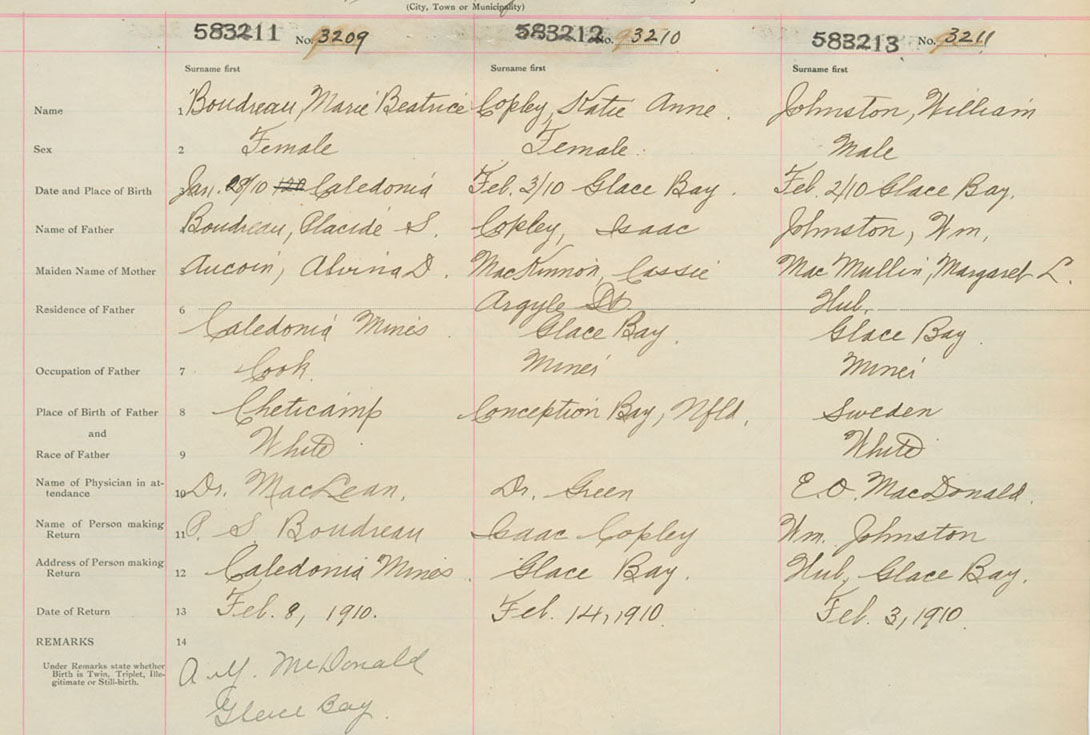 (City, Town or Municipality)
583211 No. 3209 583212 No. 3210 583213 No. 3211
Surname first Surname first Surname first
Name 1 Boudreau, Marie Beatrice Copley, Katie Anne. Johnston, William
Sex 2 Female Female. Male
Date and Place of Birth Jan. 28/10 Caledonia Feb. 3/10 Glace Bay. Feb. 2/10 Glace Bay.
Name of Father Boudreau, Placide S. Copley, Isaac Johnston, Wm,
Maiden Name of Mother Aucoin, Alvina D. MacKinnon, Cassie Mac Mullin, Margaret L.
Argyle St. Hub,
Residence of Father 6 Caledonia Mines Glace Bay. Glace Bay
Occupation of Father 7 Cook. Miner Miner
Place of Birth of Father 8 Cheticamp Conception Bay, Nfld, Sweden
and
Race of Father 9 White White
Name of Physician in at-
tendance 10 Dr. MacLean, Dr. Green E. O. MacDonald.
Name of Person making
Return 11 P. S. Boudreau Isaac Copley Wm. Johnston
Address of Person making
Return 12 Caledonia Mines. Glace Bay. Hub, Glace Bay.
Date of Return 13 Feb. 8, 1910. Feb. 14, 1910. Feb. 3, 1910.
REMARKS 14
Under Remarks state whether
Birth is Twin, Triplet, Ille-
gitimate or Still-birth.
A. McDonald
Glace Bay.